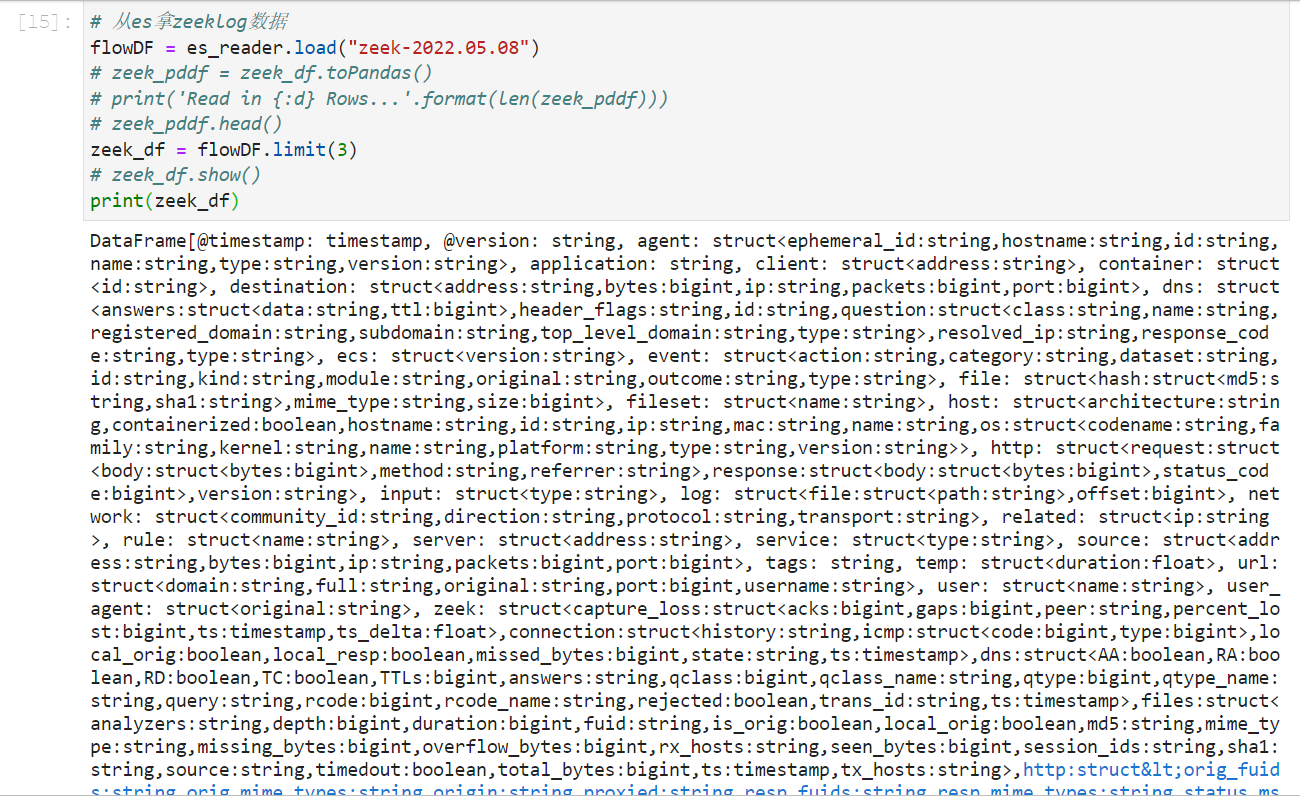 [15]:
# 从es拿zeeklog数据
flowDF = es_reader.load("zeek-2022.05.08")
# zeek_pddf = zeek_df.toPandas()
# print('Read in {:d} Rows...'.format(len(zeek_pddf)))
# zeek_pddf.head()
zeek_df = flowDF.limit(3)
# zeek_df.show()
print(zeek_df)
DataFrame[@timestamp: timestamp, @version: string, agent: struct<ephemeral_id:string,hostname:string,id:string,
name:string,type:string,version:string>, application: string, client: struct<address:string>, container: struct
<id:string>, destination: struct<address:string,bytes:bigint,ip:string,packets:bigint,port:bigint>, dns: struct
<answers:struct<data:string,ttl:bigint>,header_flags:string,id:string,question:struct<class:string,name:string,
registered_domain:string,subdomain:string,top_level_domain:string,type:string>,resolved_ip:string,response_cod
e:string,type:string>, ecs: struct<version:string>, event: struct<action:string,category:string,dataset:string,
id:string,kind:string,module:string,original:string,outcome:string,type:string>, file: struct<hash:struct<md5:s
tring,sha1:string>,mime_type:string,size:bigint>, fileset: struct<name:string>, host: struct<architecture:strin
g,containerized:boolean,hostname:string,id:string,ip:string,mac:string,name:string,os:struct<codename:string,fa
mily:string,kernel:string,name:string,platform:string,type:string,version:string>>, http: struct<request:struct
<body:struct<bytes:bigint>,method:string,referrer:string>,response:struct<body:struct<bytes:bigint>,status_cod
e:bigint>,version:string>, input: struct<type:string>, log: struct<file:struct<path:string>,offset:bigint>, net
work: struct<community_id:string,direction:string,protocol:string,transport:string>, related: struct<ip:string
>, rule: struct<name:string>, server: struct<address:string>, service: struct<type:string>, source: struct<addr
ess:string,bytes:bigint,ip:string,packets:bigint,port:bigint>, tags: string, temp: struct<duration:float>, url:
struct<domain:string,full:string,original:string,port:bigint,username:string>, user: struct<name:string>, user_
agent: struct<original:string>, zeek: struct<capture_loss:struct<acks:bigint,gaps:bigint,peer:string,percent_lo
st:bigint,ts:timestamp,ts_delta:float>,connection:struct<history:string,icmp:struct<code:bigint,type:bigint>,lo
cal_orig:boolean,local_resp:boolean,missed_bytes:bigint,state:string,ts:timestamp>,dns:struct<AA:boolean,RA:boo
lean,RD:boolean,TC:boolean,TTLs:bigint,answers:string,qclass:bigint,qclass_name:string,qtype:bigint,qtype_name:
string,query:string,rcode:bigint,rcode_name:string,rejected:boolean,trans_id:string,ts:timestamp>,files:struct<
analyzers:string,depth:bigint,duration:bigint,fuid:string,is_orig:boolean,local_orig:boolean,md5:string,mime_ty
pe:string,missing_bytes:bigint,overflow_bytes:bigint,rx_hosts:string,seen_bytes:bigint,session_ids:string,sha1:
string,source:string,timedout:boolean,total_bytes:bigint,ts:timestamp,tx_hosts:string>,http:struct&lt;orig_fuid
s:string,orig_mime_types:string,origin:string,proxied:string,resp_fuids:string,resp_mime_types:string,status_ms